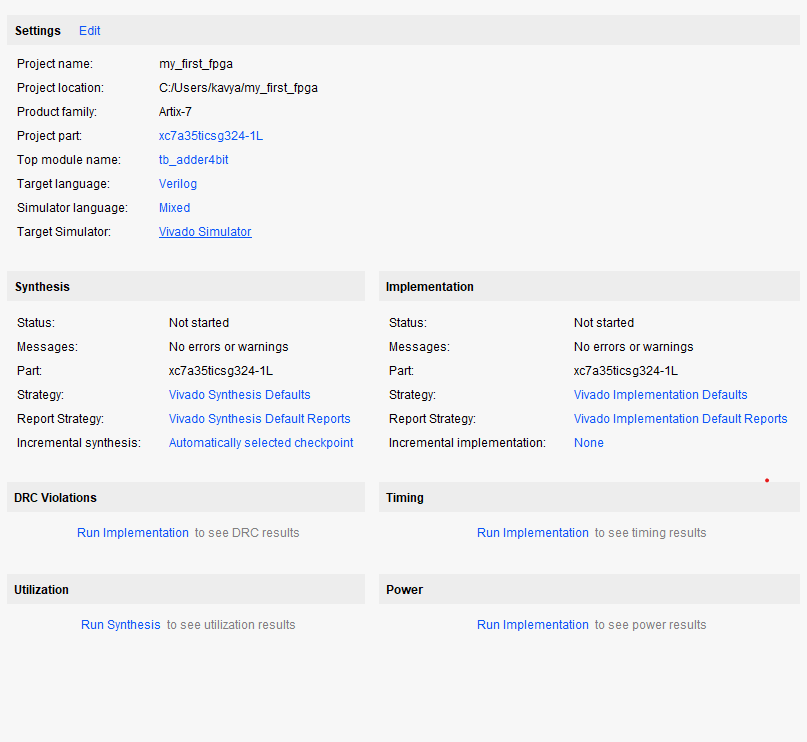 Settings Edit
Project name: my_first_fpga
Project location: C:/Users/kavya/my_first_fpga
Product family: Artix-7
Project part: xc7a35ticsg324-1L
Top module name: tb_adder4bit
Target language: Verilog
Simulator language: Mixed
Target Simulator: Vivado Simulator
Synthesis
Status: Not started
Messages: No errors or warnings
Part: xc7a35ticsg324-1L
Strategy: Vivado Synthesis Defaults
Report Strategy: Vivado Synthesis Default Reports
Incremental synthesis: Automatically selected checkpoint
Implementation
Status: Not started
Messages: No errors or warnings
Part: xc7a35ticsg324-1L
Strategy: Vivado Implementation Defaults
Report Strategy: Vivado Implementation Default Reports
Incremental implementation: None
DRC Violations
Run Implementation to see DRC results
Timing
Run Implementation to see timing results
Utilization
Run Synthesis to see utilization results
Power
Run Implementation to see power results